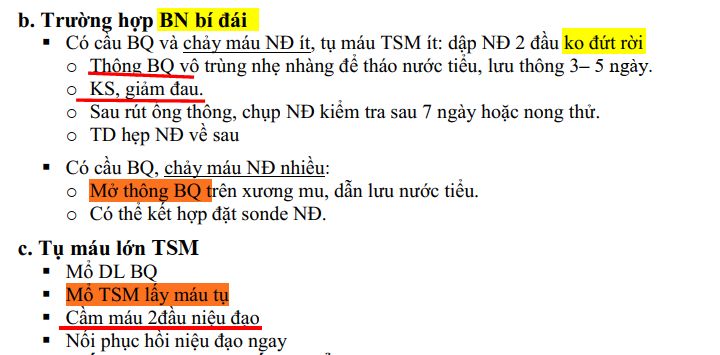 b. Trường hợp BN bí đái
▪ Có cầu BQ và chảy máu NĐ ít, tụ máu TSM ít: dập NĐ 2 đầu ko đứt rời
o Thông BQ vô trùng nhẹ nhàng để tháo nước tiểu, lưu thông 3– 5 ngày.
o KS, giảm đau.
o Sau rút ống thông, chụp NĐ kiểm tra sau 7 ngày hoặc nong thử.
o TD hẹp NĐ về sau
▪ Có cầu BQ, chảy máu NĐ nhiều:
o Mở thông BQ trên xương mu, dẫn lưu nước tiểu.
o Có thể kết hợp đặt sonde NĐ.
c. Tụ máu lớn TSM
▪ Mổ DL BQ
▪ Mổ TSM lấy máu tụ
▪ Cầm máu 2đầu niệu đạo
▪ Nối phục hồi niệu đạo ngay